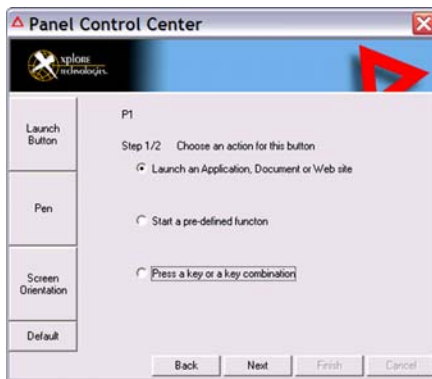 Panel Control Center
xplore
technologies.
Launch
Button
Pen
Screen
Orientation
Default
P1
Step 1/2 Choose an action for this button
Launch an Application, Document or Web site
Start a pre-defined functon
Press a key or a key combination
Back Next Finish Cancel